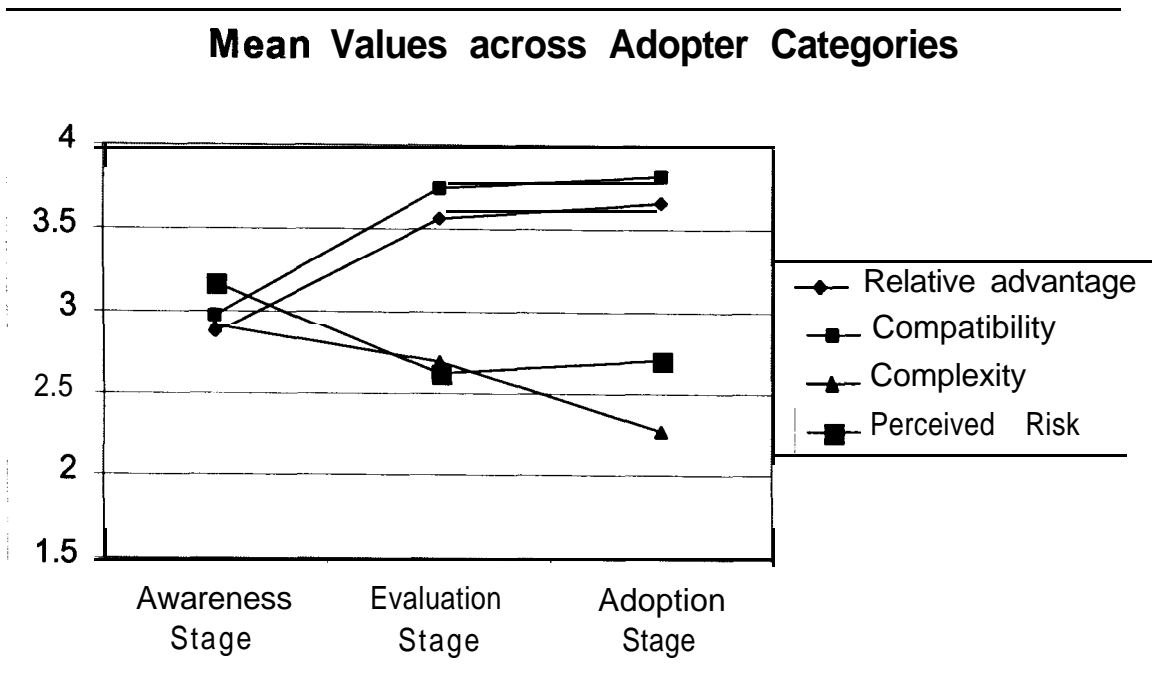 Mean Values across Adopter Categories
4
3.5
3
2.5
2
1.5
Awareness Stage
Evaluation Stage
Adoption Stage
Relative advantage
Compatibility
Complexity
Perceived Risk